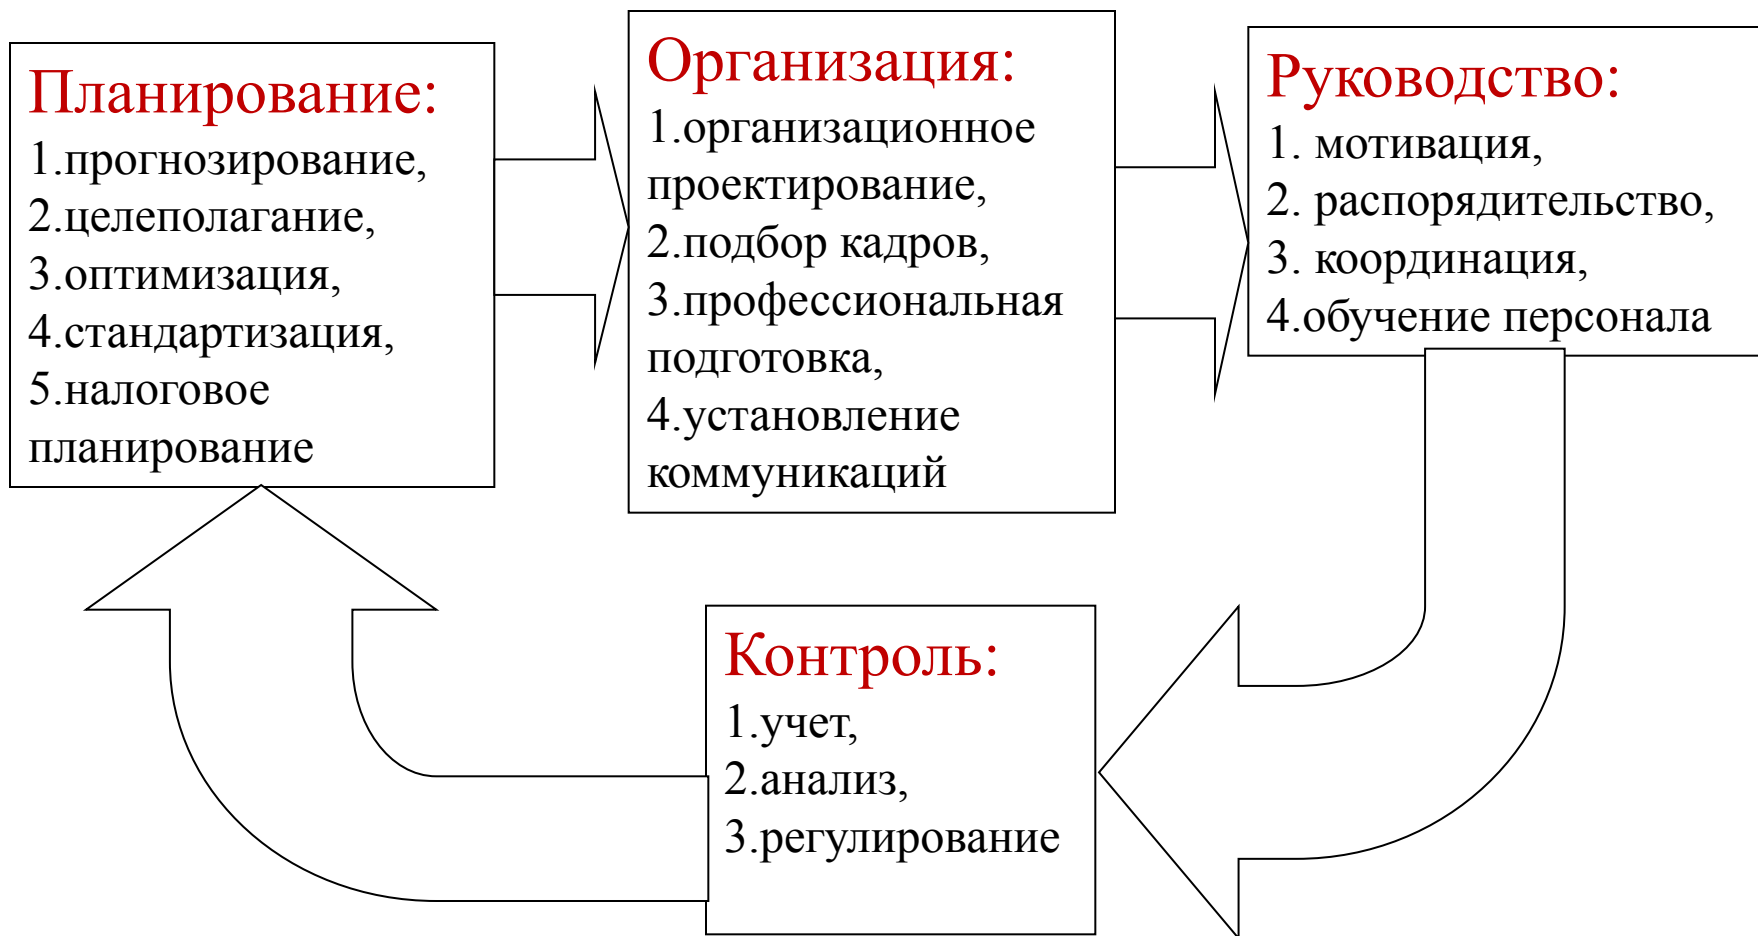 Планирование:
1.прогнозирование,
2.целеполагание,
3.оптимизация,
4.стандартизация,
5.налоговое
планирование
Организация:
1.организационное
проектирование,
2.подбор кадров,
3.профессиональная
подготовка,
4.установление
коммуникаций
Руководство:
1. мотивация,
2. распорядительство,
3. координация,
4.обучение персонала
Контроль:
1.учет,
2.анализ,
3.регулирование